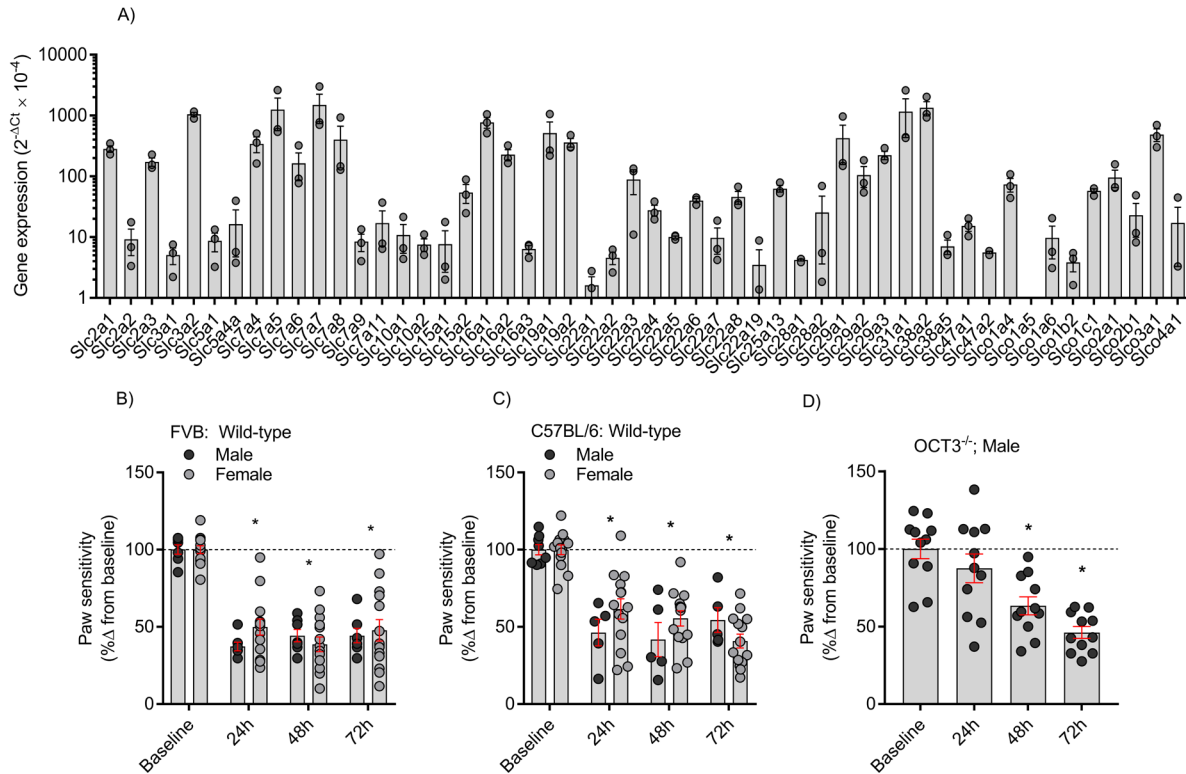 A)
Gene expression (2^-ΔCt × 10^-4)
10000
1000
100
10
1
Slc2a1
Slc2a2
Slc2a3
Slc3a1
Slc3a2
Slc5a1
Slc5a4a
Slc7a4
Slc7a5
Slc7a6
Slc7a7
Slc7a8
Slc7a9
Slc7a11
Slc10a1
Slc10a2
Slc15a1
Slc15a2
Slc16a1
Slc16a2
Slc16a3
Slc19a1
Slc19a2
Slc22a1
Slc22a2
Slc22a3
Slc22a4
Slc22a5
Slc22a6
Slc22a7
Slc22a8
Slc22a19
Slc25a13
Slc28a1
Slc28a2
Slc29a1
Slc29a2
Slc29a3
Slc31a1
Slc38a2
Slc38a5
Slc47a1
Slc47a2
Slco1a4
Slco1a5
Slco1a6
Slco1b2
Slco1c1
Slco2a1
Slco2b1
Slco3a1
Slco4a1
B)
FVB: Wild-type
Male
Female
Paw sensitivity
(%Δ from baseline)
150
100
50
0
* * *
Baseline
24h
48h
72h
C)
C57BL/6: Wild-type
Male
Female
Paw sensitivity
(%Δ from baseline)
150
100
50
0
* * *
Baseline
24h
48h
72h
D)
OCT3-/-; Male
Paw sensitivity
(%Δ from baseline)
150
100
50
0
* *
Baseline
24h
48h
72h